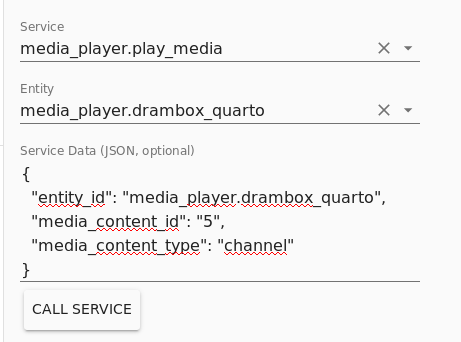 Service
media_player.play_media
Entity
media_player.drambox_quarto
Service Data (JSON, optional)
{
  "entity_id": "media_player.drambox_quarto",
  "media_content_id": "5",
  "media_content_type": "channel"
}
CALL SERVICE